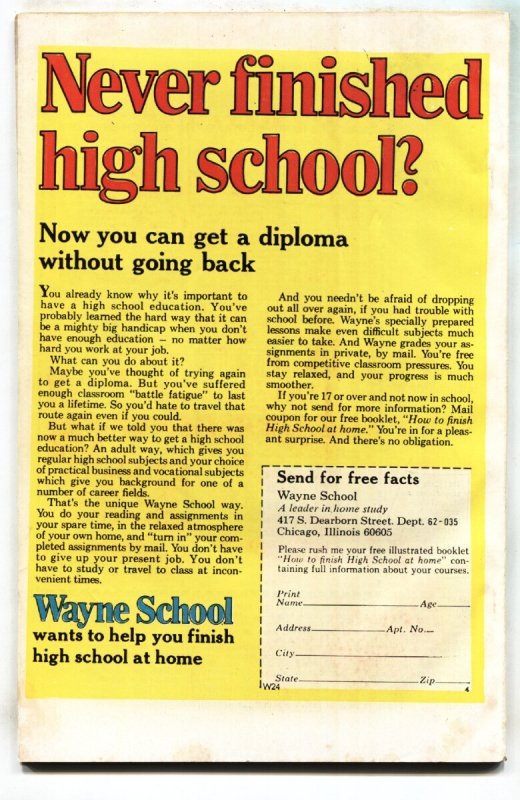 Never finished
high school?
Now you can get a diploma
without going back
You already know why it's important to
have a high school education. You've
probably learned the hard way that it can
be a mighty big handicap when you don't
have enough education – no matter how
hard you work at your job.
What can you do about it?
Maybe you've thought of trying again
to get a diploma. But you've suffered
enough classroom "battle fatigue" to last
you a lifetime. So you'd hate to travel that
route again even if you could.
But what if we told you that there was
now a much better way to get a high school
education? An adult way, which gives you
regular high school subjects and your choice
of practical business and vocational subjects
which give you background for one of a
number of career fields.
That's the unique Wayne School way.
You do your reading and assignments in
your spare time, in the relaxed atmosphere
of your own home, and "turn in" your com-
pleted assignments by mail. You don't have
to give up your present job. You don't
have to study or travel to class at incon-
venient times.
Wayne School
wants to help you finish
high school at home
And you needn't be afraid of dropping
out all over again, if you had trouble with
school before. Wayne's specially prepared
lessons make even difficult subjects much
easier to take. And Wayne grades your as-
signments in private, by mail. You're free
from competitive classroom pressures. You
stay relaxed, and your progress is much
smoother.
If you're 17 or over and not now in school,
why not send for more information? Mail
coupon for our free booklet, "How to finish
High School at home." You're in for a pleas-
ant surprise. And there's no obligation.
Send for free facts
Wayne School
A leader in home study
417 S. Dearborn Street. Dept. 62-035
Chicago, Illinois 60605
Please rush me your free illustrated booklet
"How to finish High School at home" con-
taining full information about your courses.
Print
Name Age
Address Apt. No.
City
State Zip
W24 4